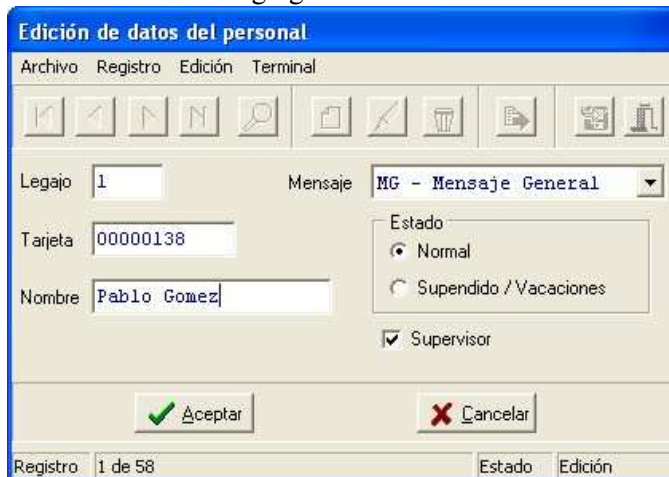 Edición de datos del personal
Archivo Registro Edición Terminal
Legajo 1 Mensaje MG - Mensaje General
Tarjeta 00000138 Estado
Normal
Nombre Pablo Gomez Supendido / Vacaciones
Supervisor
Aceptar Cancelar
Registro 1 de 58 Estado Edición